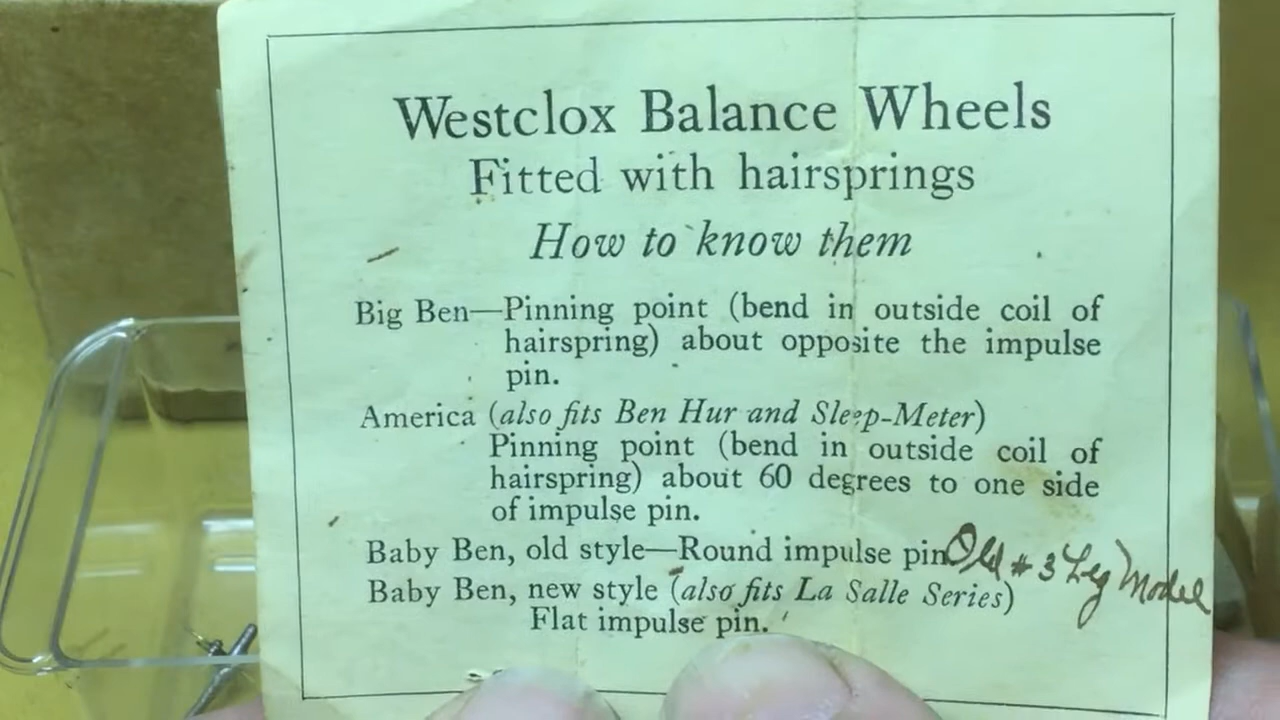 Westclox Balance Wheels
Fitted with hairsprings
How to know them
Big Ben—Pinning point (bend in outside coil of
hairspring) about opposite the impulse
pin.
America (also fits Ben Hur and Sleep-Meter)
Pinning point (bend in outside coil of
hairspring) about 60 degrees to one side
of impulse pin.
Baby Ben, old style—Round impulse pin Old # 3 Leg Model
Baby Ben, new style (also fits La Salle Series)
Flat impulse pin.